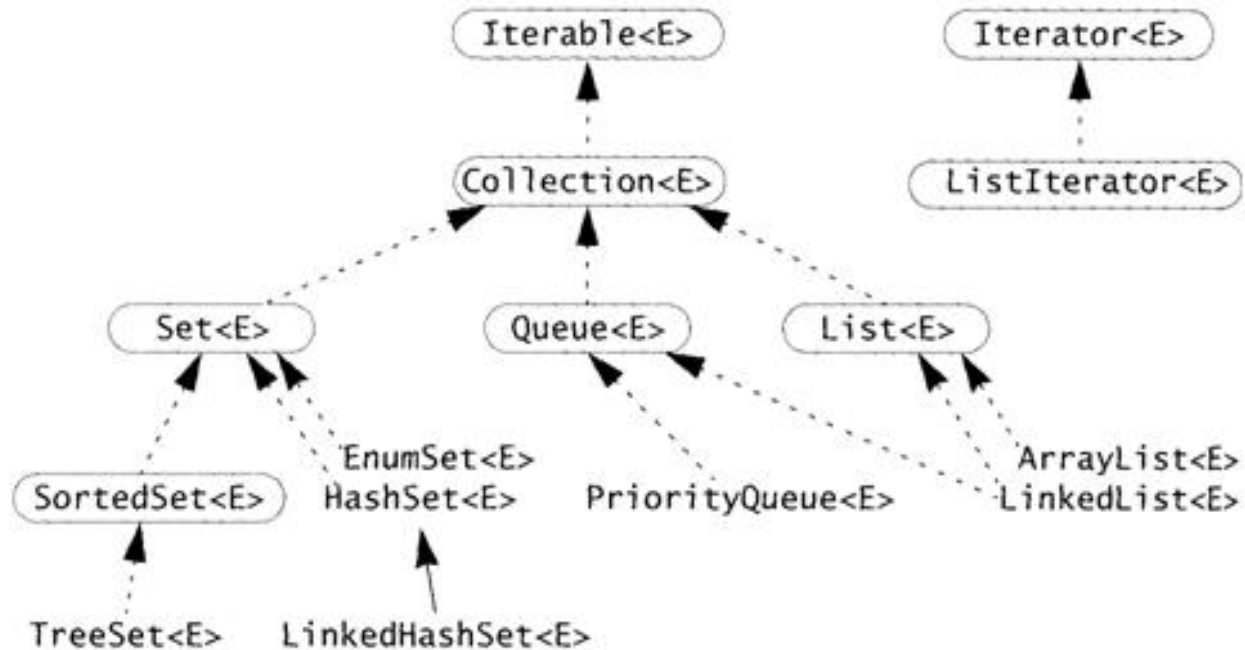 Iterable<E> Iterator<E>
Collection<E> ListIterator<E>
Set<E> Queue<E> List<E>
EnumSet<E> ArrayList<E>
SortedSet<E> HashSet<E> PriorityQueue<E> LinkedList<E>
TreeSet<E> LinkedHashSet<E>